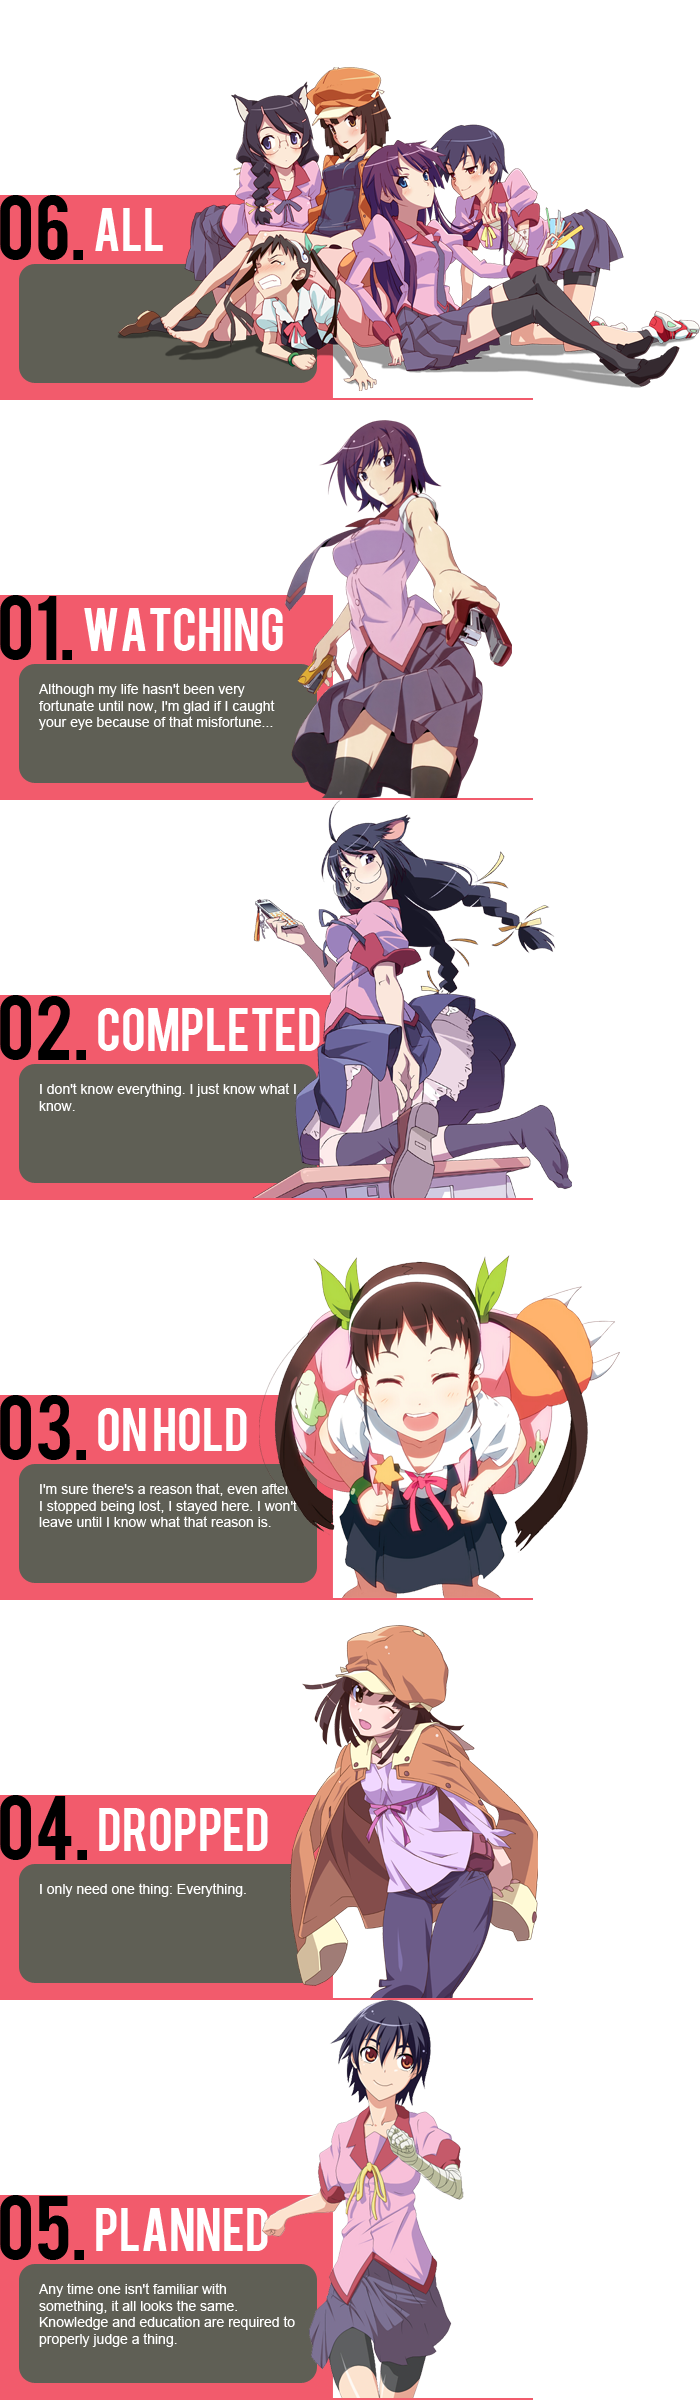 06. ALL
01. WATCHING
Although my life hasn't been very
fortunate until now, I'm glad if I caught
your eye because of that misfortune...
02. COMPLETED
I don't know everything. I just know what I
know.
03. ON HOLD
I'm sure there's a reason that, even after
I stopped being lost, I stayed here. I won't
leave until I know what that reason is.
04. DROPPED
I only need one thing: Everything.
05. PLANNED
Any time one isn't familiar with
something, it all looks the same.
Knowledge and education are required to
properly judge a thing.